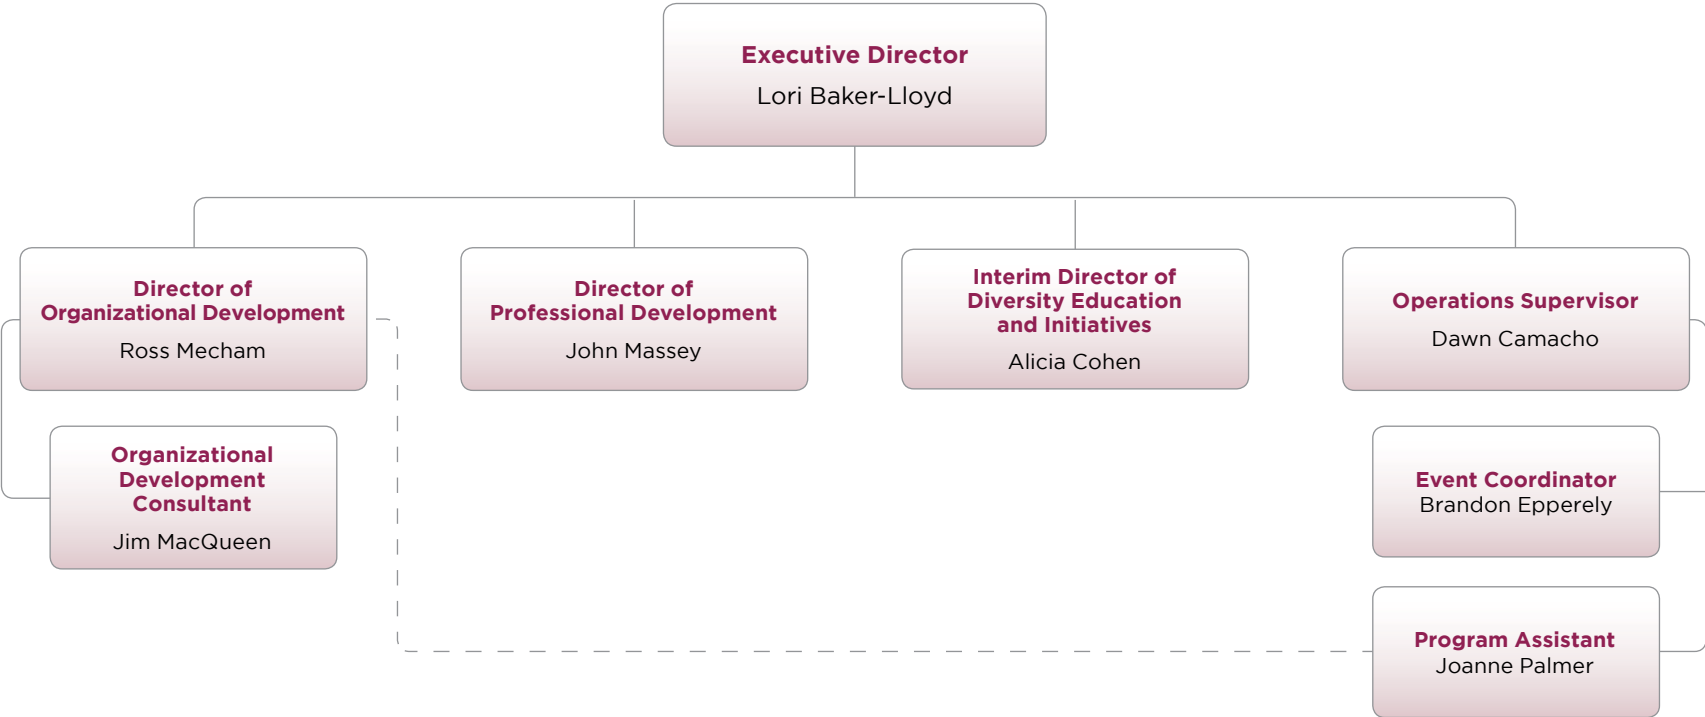 Executive Director
Lori Baker-Lloyd
Director of
Organizational Development
Ross Mecham
Director of
Professional Development
John Massey
Interim Director of
Diversity Education
and Initiatives
Alicia Cohen
Operations Supervisor
Dawn Camacho
Organizational
Development
Consultant
Jim MacQueen
Event Coordinator
Brandon Epperely
Program Assistant
Joanne Palmer